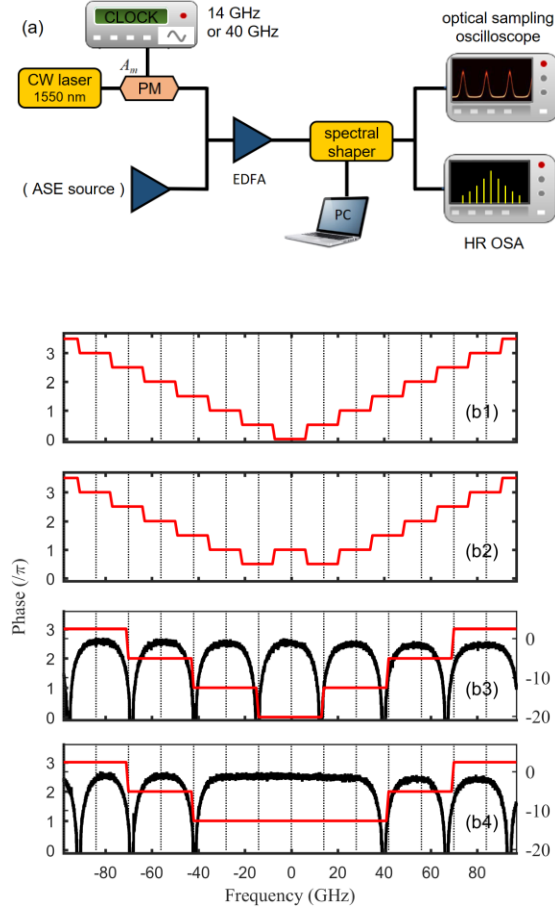 (a)
CLOCK
14 GHz
or 40 GHz
optical sampling
oscilloscope
CW laser
1550 nm
A_m
PM
spectral
shaper
( ASE source )
EDFA
PC
HR OSA
3
2
1
0
(b1)
3
2
1
0
(b2)
Phase (/π)
3
2
1
0
0
-10
-20
(b3)
3
2
1
0
0
-10
-20
(b4)
-80 -60 -40 -20 0 20 40 60 80
Frequency (GHz)